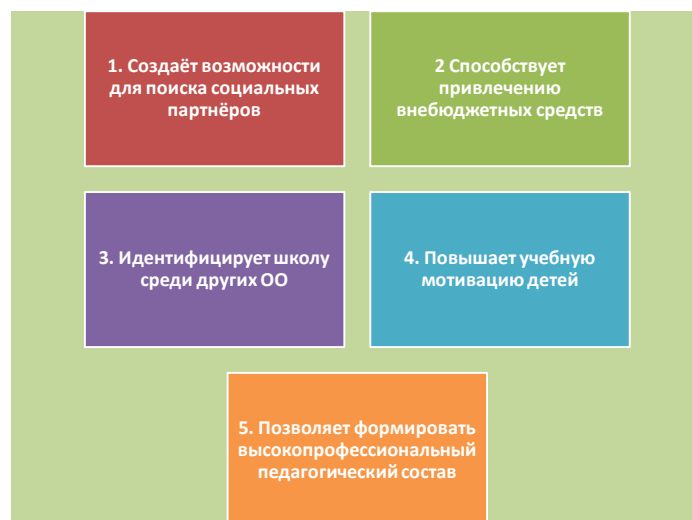 1. Создаёт возможности
для поиска социальных
партнёров
2 Способствует
привлечению
внебюджетных средств
3. Идентифицирует школу
среди других ОО
4. Повышает учебную
мотивацию детей
5. Позволяет формировать
высокопрофессиональный
педагогический состав